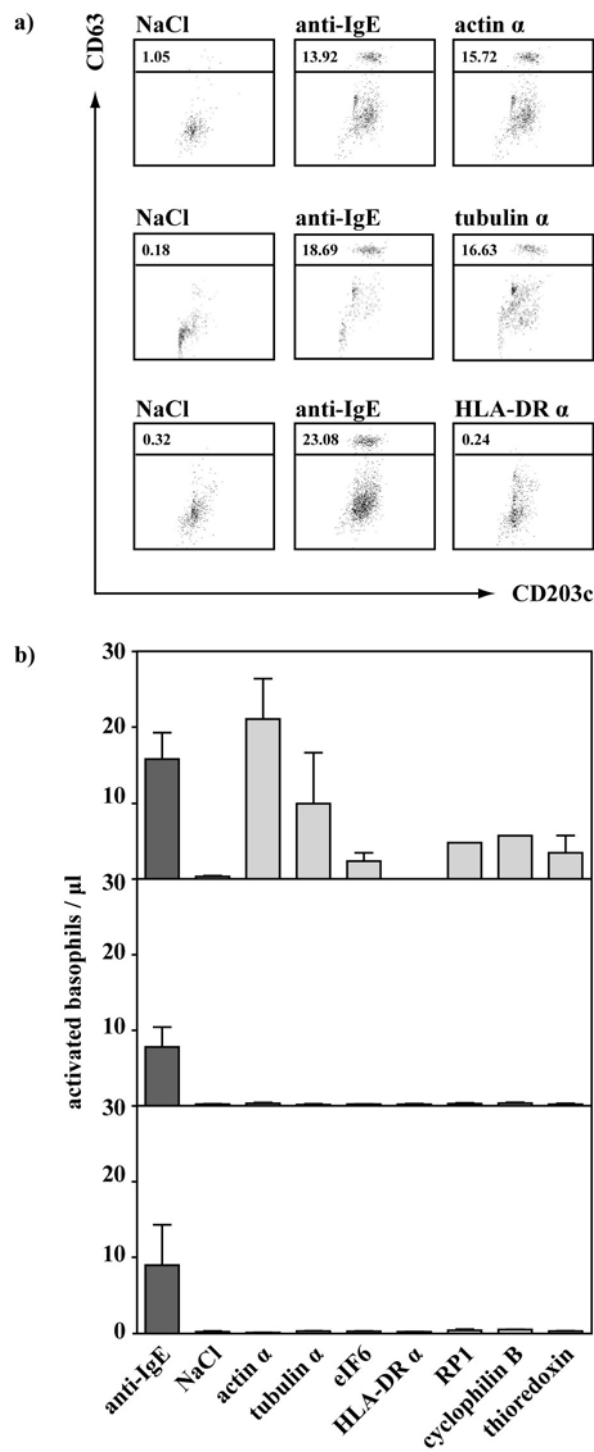 a)
CD63
NaCl anti-IgE actin α
1.05 13.92 15.72
NaCl anti-IgE tubulin α
0.18 18.69 16.63
NaCl anti-IgE HLA-DR α
0.32 23.08 0.24
CD203c
b)
activated basophils / µl
30
20
10
30
20
10
30
20
10
0
anti-IgE
NaCl
actin α
tubulin α
eIF6
HLA-DR α
RP1
cyclophilin B
thioredoxin